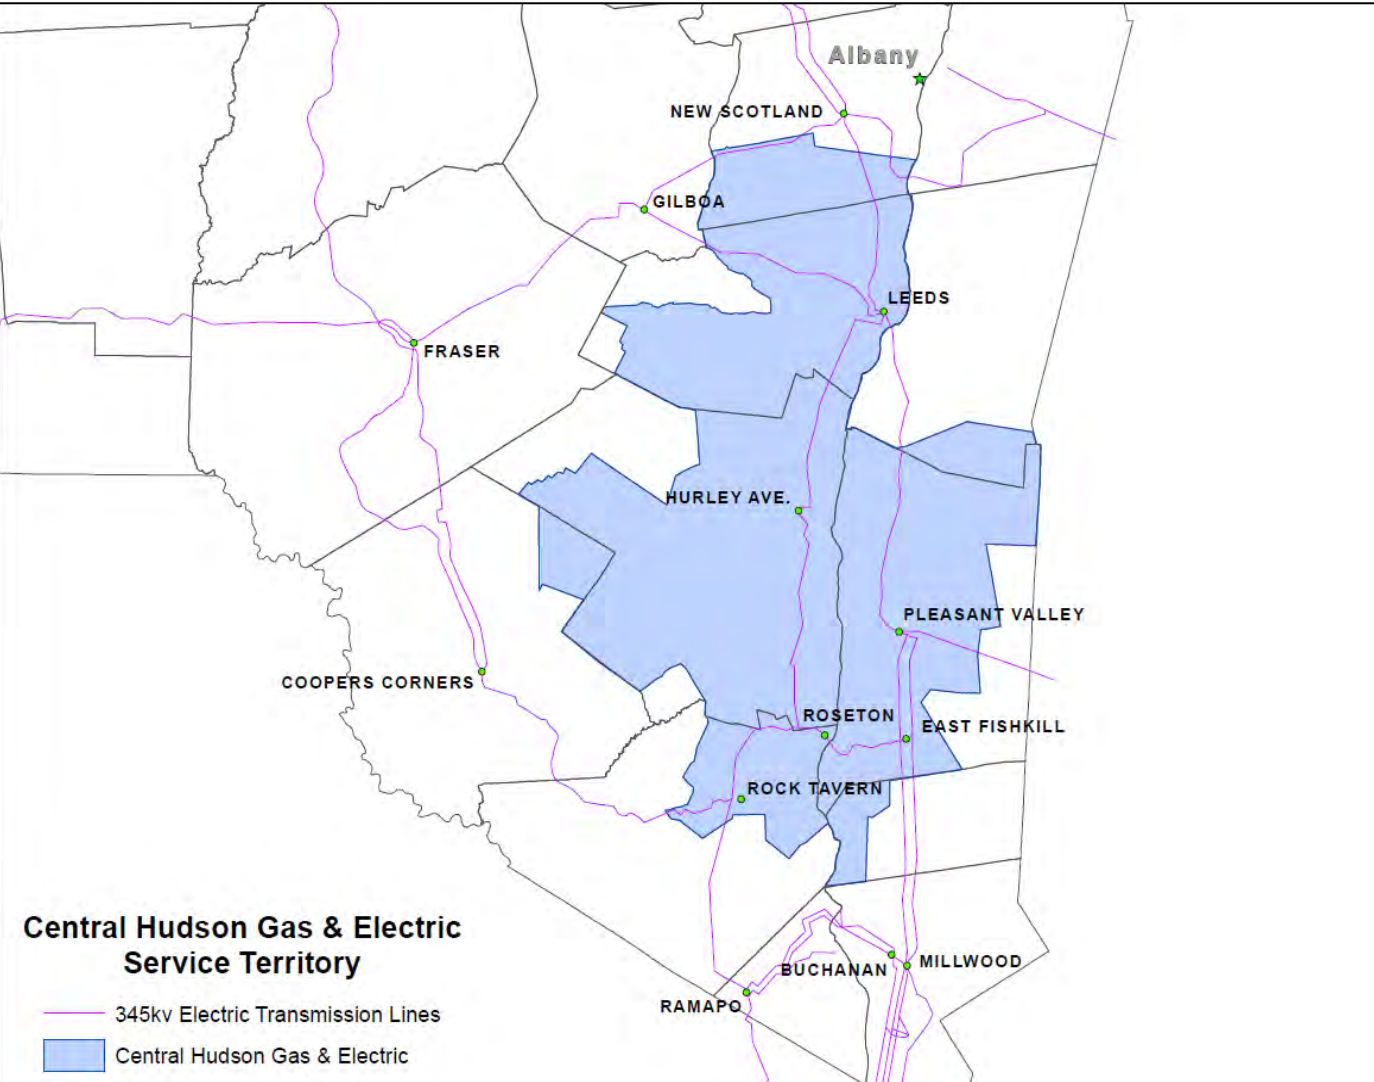 Albany
NEW SCOTLAND
GILBOA
LEEDS
FRASER
HURLEY AVE.
PLEASANT VALLEY
COOPERS CORNERS
ROSETON
EAST FISHKILL
ROCK TAVERN
Central Hudson Gas & Electric
Service Territory
BUCHANAN
MILLWOOD
RAMAPO
345kv Electric Transmission Lines
Central Hudson Gas & Electric